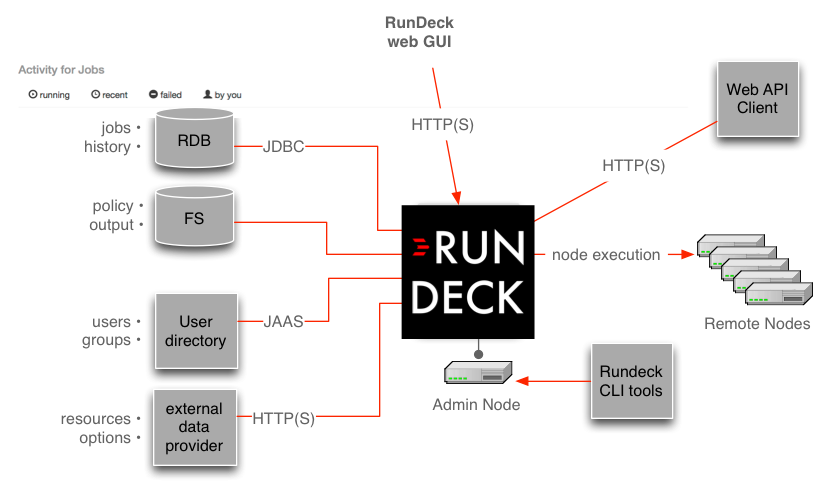 RunDeck
web GUI
Activity for Jobs
running recent failed by you
Web API
Client
HTTP(S)
jobs •
history •
RDB
JDBC
HTTP(S)
policy •
output •
FS
RUN
DECK
node execution
Remote Nodes
users •
groups •
User
directory
JAAS
Admin Node
Rundeck
CLI tools
resources •
options •
external
data
provider
HTTP(S)